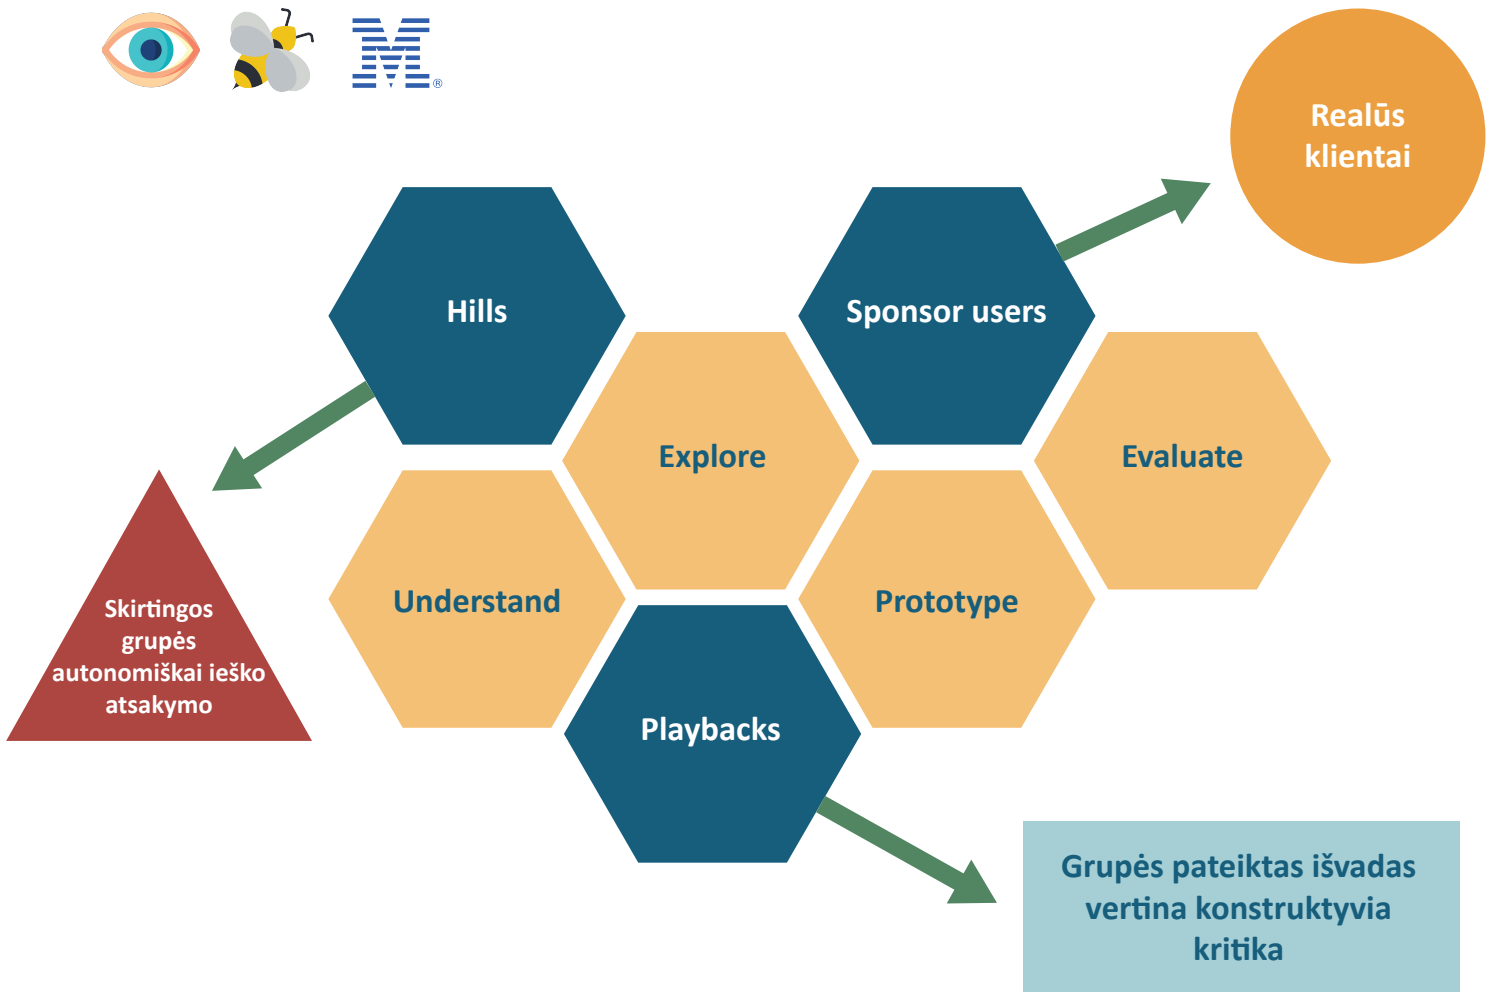 M®
Realūs
klientai
Hills
Sponsor users
Explore
Evaluate
Understand
Prototype
Skirtingos
grupės
autonomiškai ieško
atsakymo
Playbacks
Grupės pateiktas išvadas
vertina konstruktyvia
kritika